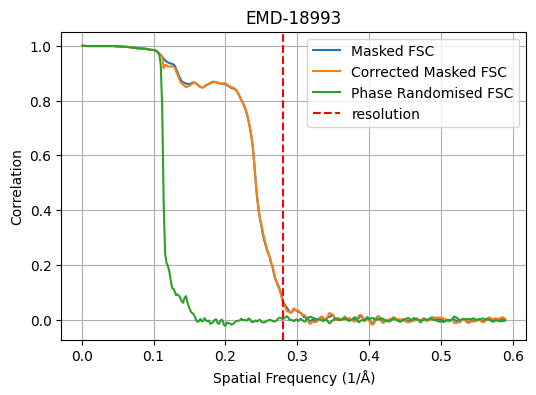 EMD-18993
Masked FSC
Corrected Masked FSC
Phase Randomised FSC
resolution
Correlation
1.0
0.8
0.6
0.4
0.2
0.0
0.0 0.1 0.2 0.3 0.4 0.5 0.6
Spatial Frequency (1/Å)